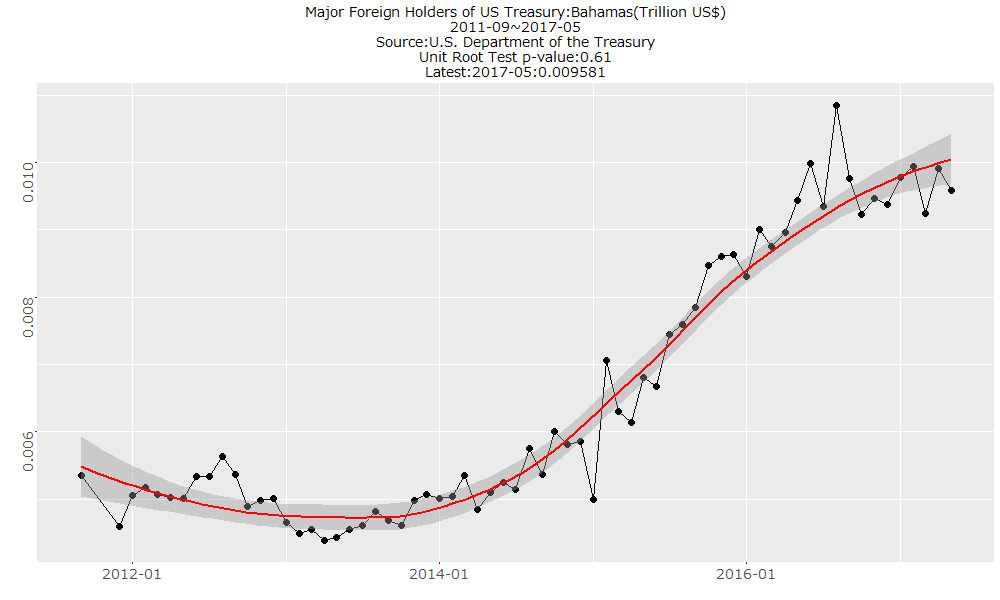 Major Foreign Holders of US Treasury:Bahamas(Trillion US$)
2011-09~2017-05
Source:U.S. Department of the Treasury
Unit Root Test p-value:0.61
Latest:2017-05:0.009581
0.010
0.008
0.006
2012-01
2014-01
2016-01